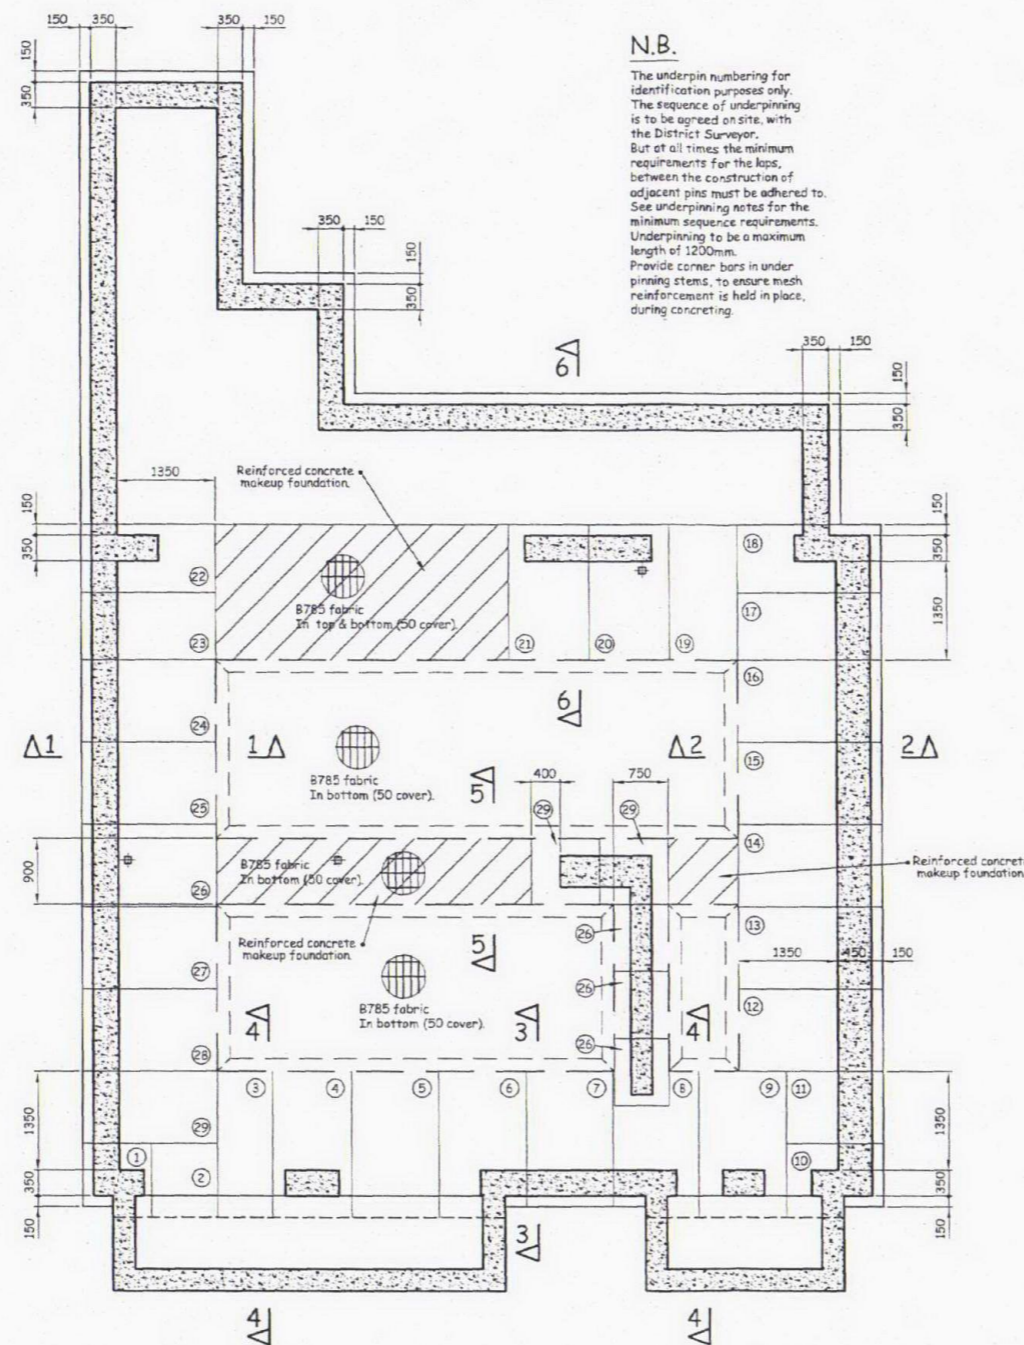 150 350 350 150
150
350
N.B.
The underpin numbering for
identification purposes only.
The sequence of underpinning
is to be agreed on site, with
the District Surveyor.
But at all times the minimum
requirements for the laps,
between the construction of
adjacent pins must be adhered to.
See underpinning notes for the
minimum sequence requirements.
Underpinning to be a maximum
length of 1200mm.
Provide corner bars in under
pinning stems, to ensure mesh
reinforcement is held in place,
during concreting.
350 150
150
350
6
350 150
150
350
1350
Reinforced concrete
makeup foundation.
150
350
150
350
1350
22
18
B785 fabric
In top & bottom (50 cover).
17
23
21
20
19
16
24
6
1
1
2
2
15
B785 fabric
In bottom (50 cover).
5
400
750
25
29
29
14
900
B785 fabric
In bottom (50 cover).
Reinforced concrete
makeup foundation.
26
13
Reinforced concrete
makeup foundation.
5
26
1350 450 150
27
B785 fabric
In bottom (50 cover).
26
12
4
3
4
28
26
3
4
5
6
7
8
9
11
1350
1350
29
1
2
10
350
350
150
150
3
4
4